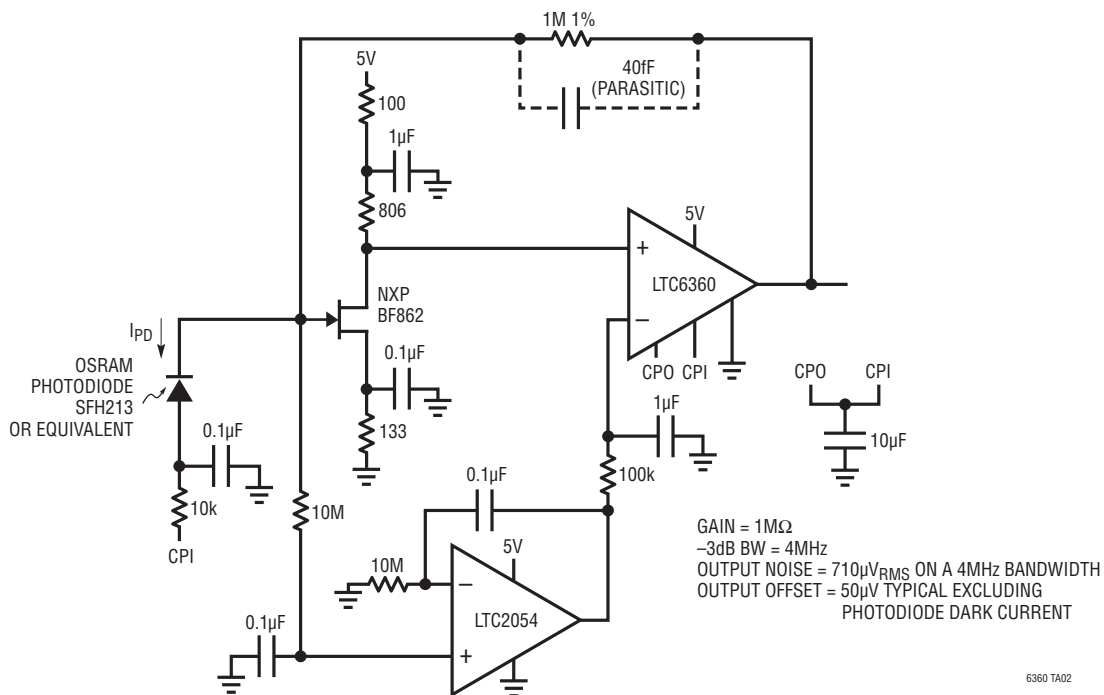 1M 1%
40fF
(PARASITIC)
5V
100
1µF
806
5V
+
LTC6360
–
CPO CPI
NXP
BF862
IPD
OSRAM
PHOTODIODE
SFH213
OR EQUIVALENT
0.1µF
133
0.1µF
10k
CPI
10M
1µF
100k
CPO CPI
10µF
0.1µF
10M
5V
–
LTC2054
+
0.1µF
GAIN = 1MΩ
–3dB BW = 4MHz
OUTPUT NOISE = 710µVRMS ON A 4MHz BANDWIDTH
OUTPUT OFFSET = 50µV TYPICAL EXCLUDING
PHOTODIODE DARK CURRENT
6360 TA02